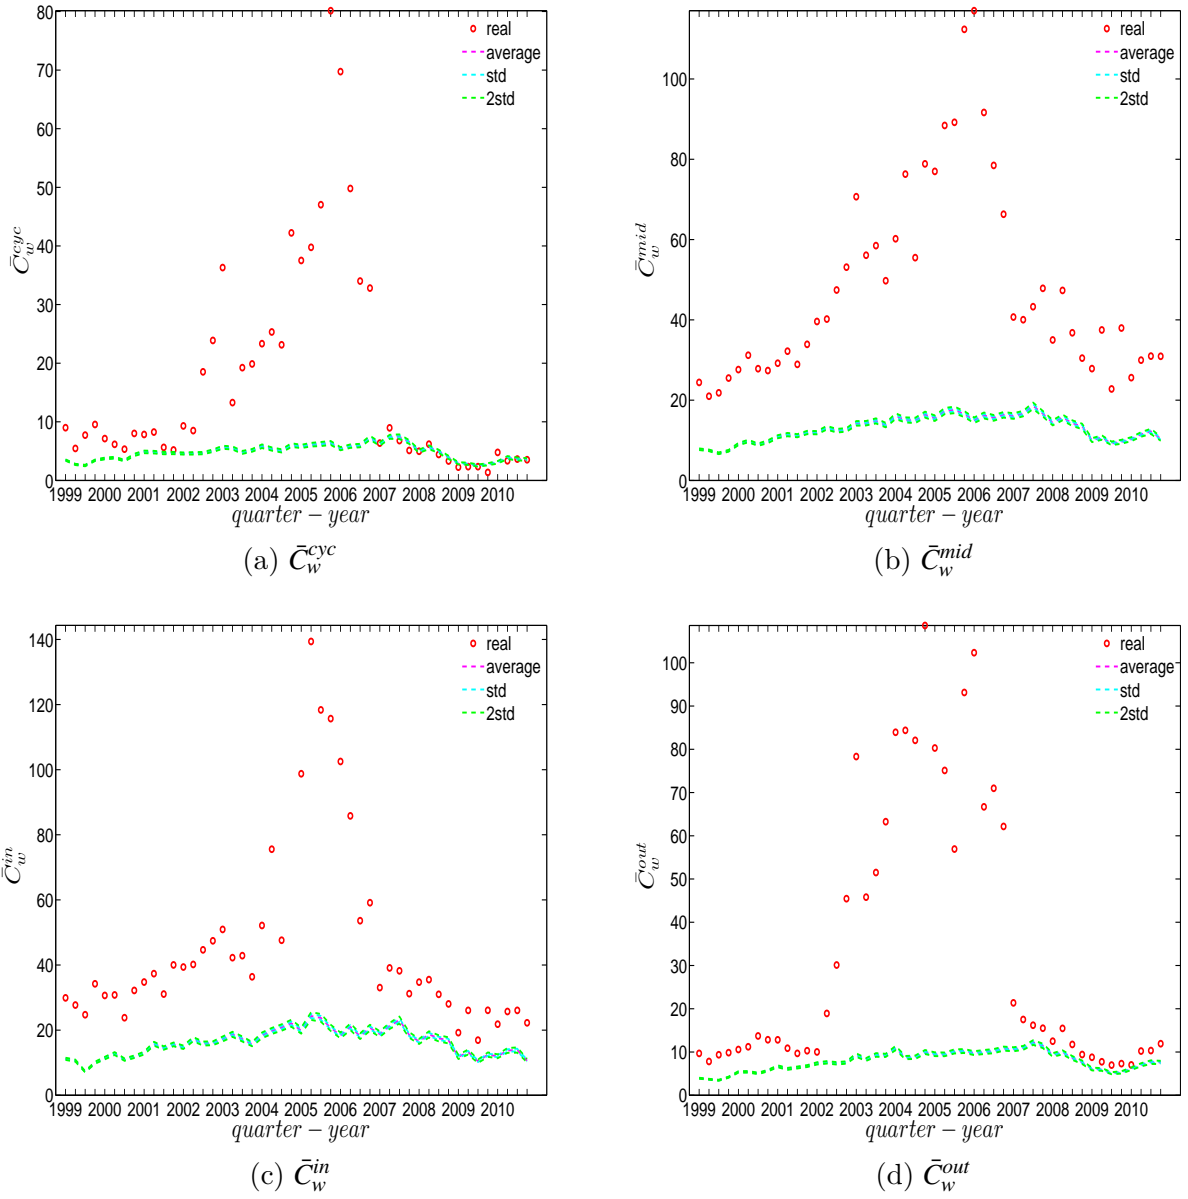 80
70
60
50
40
30
20
10
0
C̄_w^{cyc}
real
average
std
2std
1999 2000 2001 2002 2003 2004 2005 2006 2007 2008 2009 2010
quarter − year
(a) C̄_w^{cyc}
100
80
60
40
20
0
C̄_w^{mid}
real
average
std
2std
1999 2000 2001 2002 2003 2004 2005 2006 2007 2008 2009 2010
quarter − year
(b) C̄_w^{mid}
140
120
100
80
60
40
20
0
C̄_w^{in}
real
average
std
2std
1999 2000 2001 2002 2003 2004 2005 2006 2007 2008 2009 2010
quarter − year
(c) C̄_w^{in}
100
90
80
70
60
50
40
30
20
10
0
C̄_w^{out}
real
average
std
2std
1999 2000 2001 2002 2003 2004 2005 2006 2007 2008 2009 2010
quarter − year
(d) C̄_w^{out}